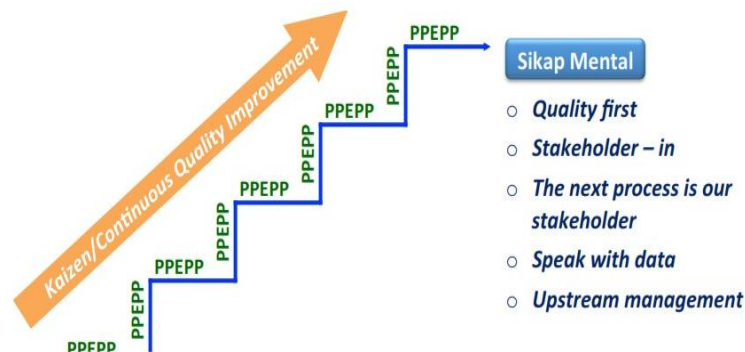 PPEPP
PPEPP
PPEPP
PPEPP
PPEPP
PPEPP
PPEPP
PPEPP
PPEPP
Kaizen/Continuous Quality Improvement
Sikap Mental
Quality first
Stakeholder – in
The next process is our
stakeholder
Speak with data
Upstream management